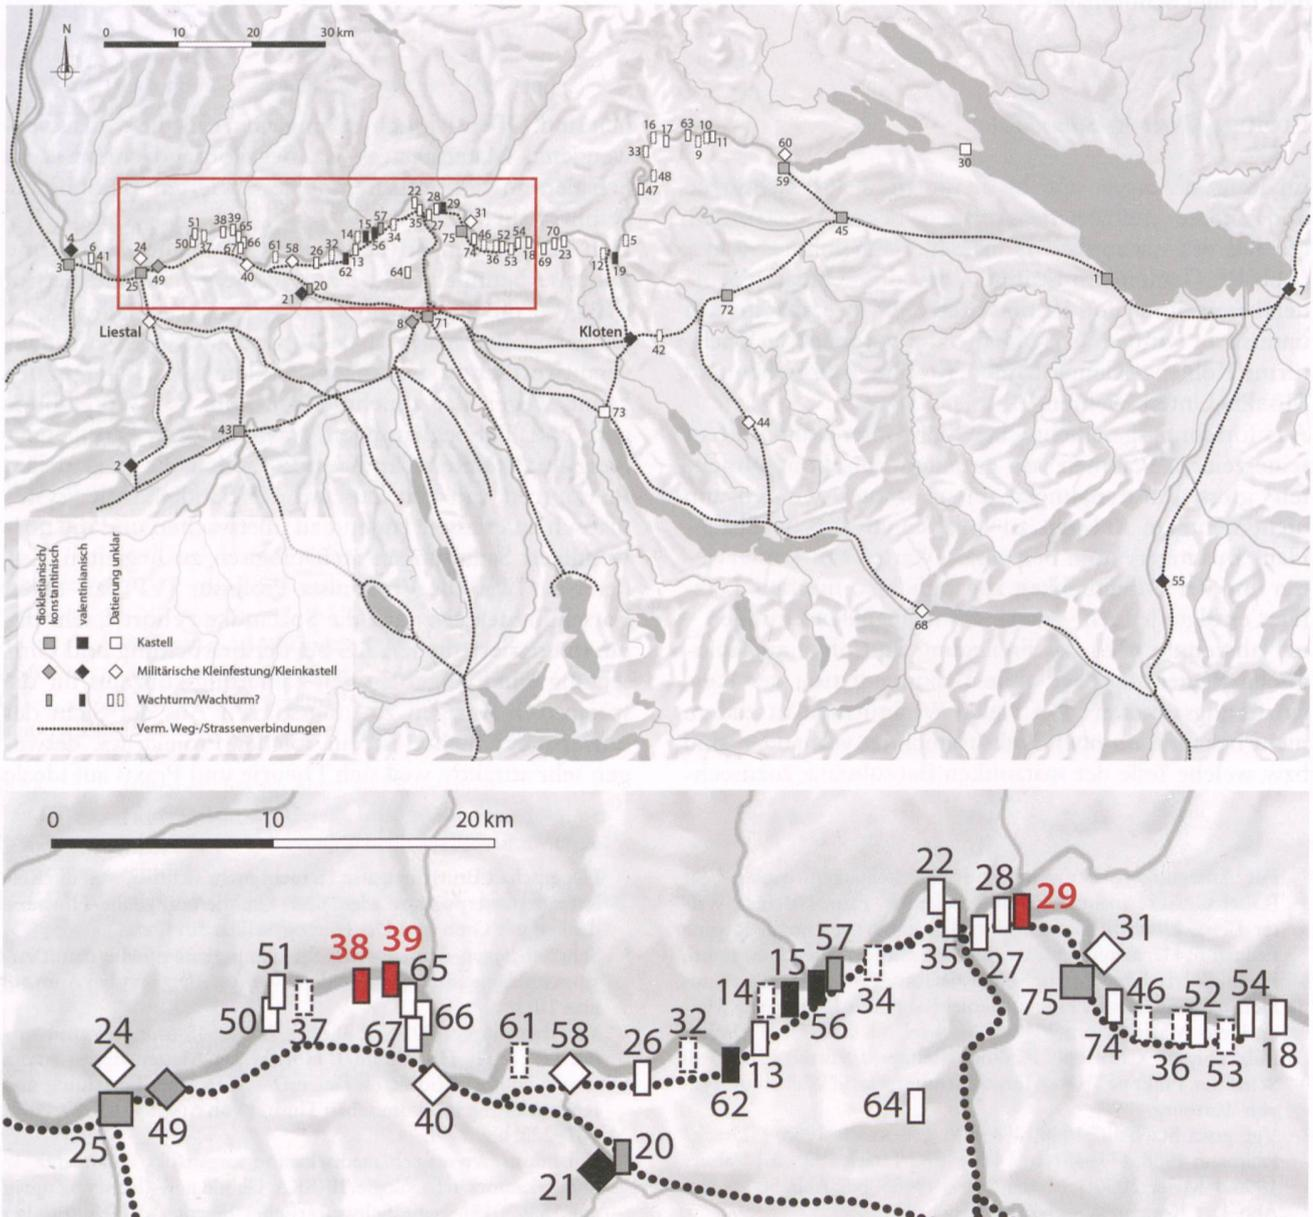 N
0 10 20 30 km
16 17 63 10
33 9 11
60
59
30
48
47
45
22 28 29
31
51 38 39 65
50 37 67 66
57
15
14 34
56
35 27
75 46 52 54 70
74 36 53 18 69 23
5
12 19
4
3 6 41
24
25 49
61 58 26 32
40 62 13
64
21 20
1
7
72
Liestal
8 71
Kloten
42
73
44
43
2
55
68
diokletianisch/
konstantinisch
valentinianisch
Datierung unklar
Kastell
Militärische Kleinfestung/Kleinkastell
Wachturm/Wachturm?
Verm. Weg-/Strassenverbindungen
0 10 20 km
22 28 29
31
35 27
51 38 39 65
50 37 67 66
15 57
14 34
56
75 46 52 54
74 36 53 18
24
61 58 26 32
13
62
25 49
40
64
20
21